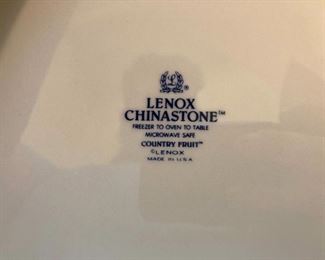 L ®
LENOX
CHINASTONE™
FREEZER TO OVEN TO TABLE
MICROWAVE SAFE
COUNTRY FRUIT™
©LENOX
MADE IN U.S.A.